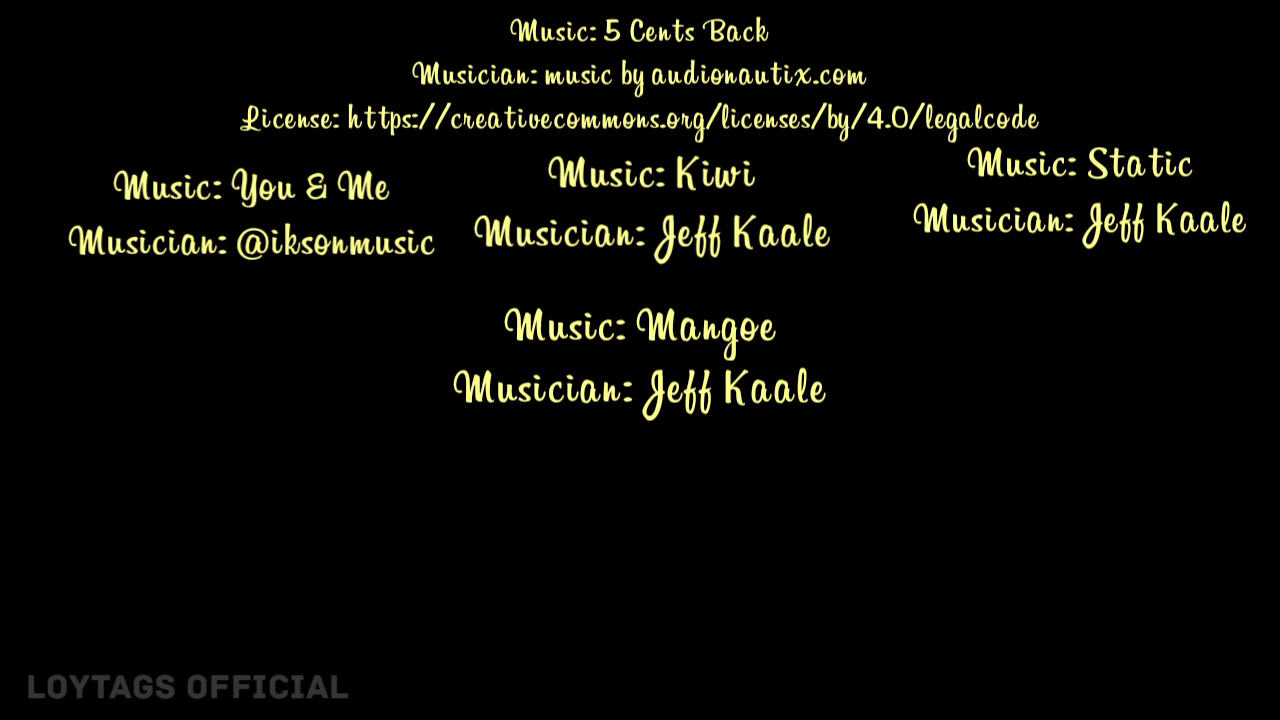 Music: 5 Cents Back
Musician: music by audionautix.com
License: https://creativecommons.org/licenses/by/4.0/legalcode
Music: You & Me
Musician: @iksonmusic
Music: Kiwi
Musician: Jeff Kaale
Music: Static
Musician: Jeff Kaale
Music: Mangoe
Musician: Jeff Kaale
LOYTAGS OFFICIAL